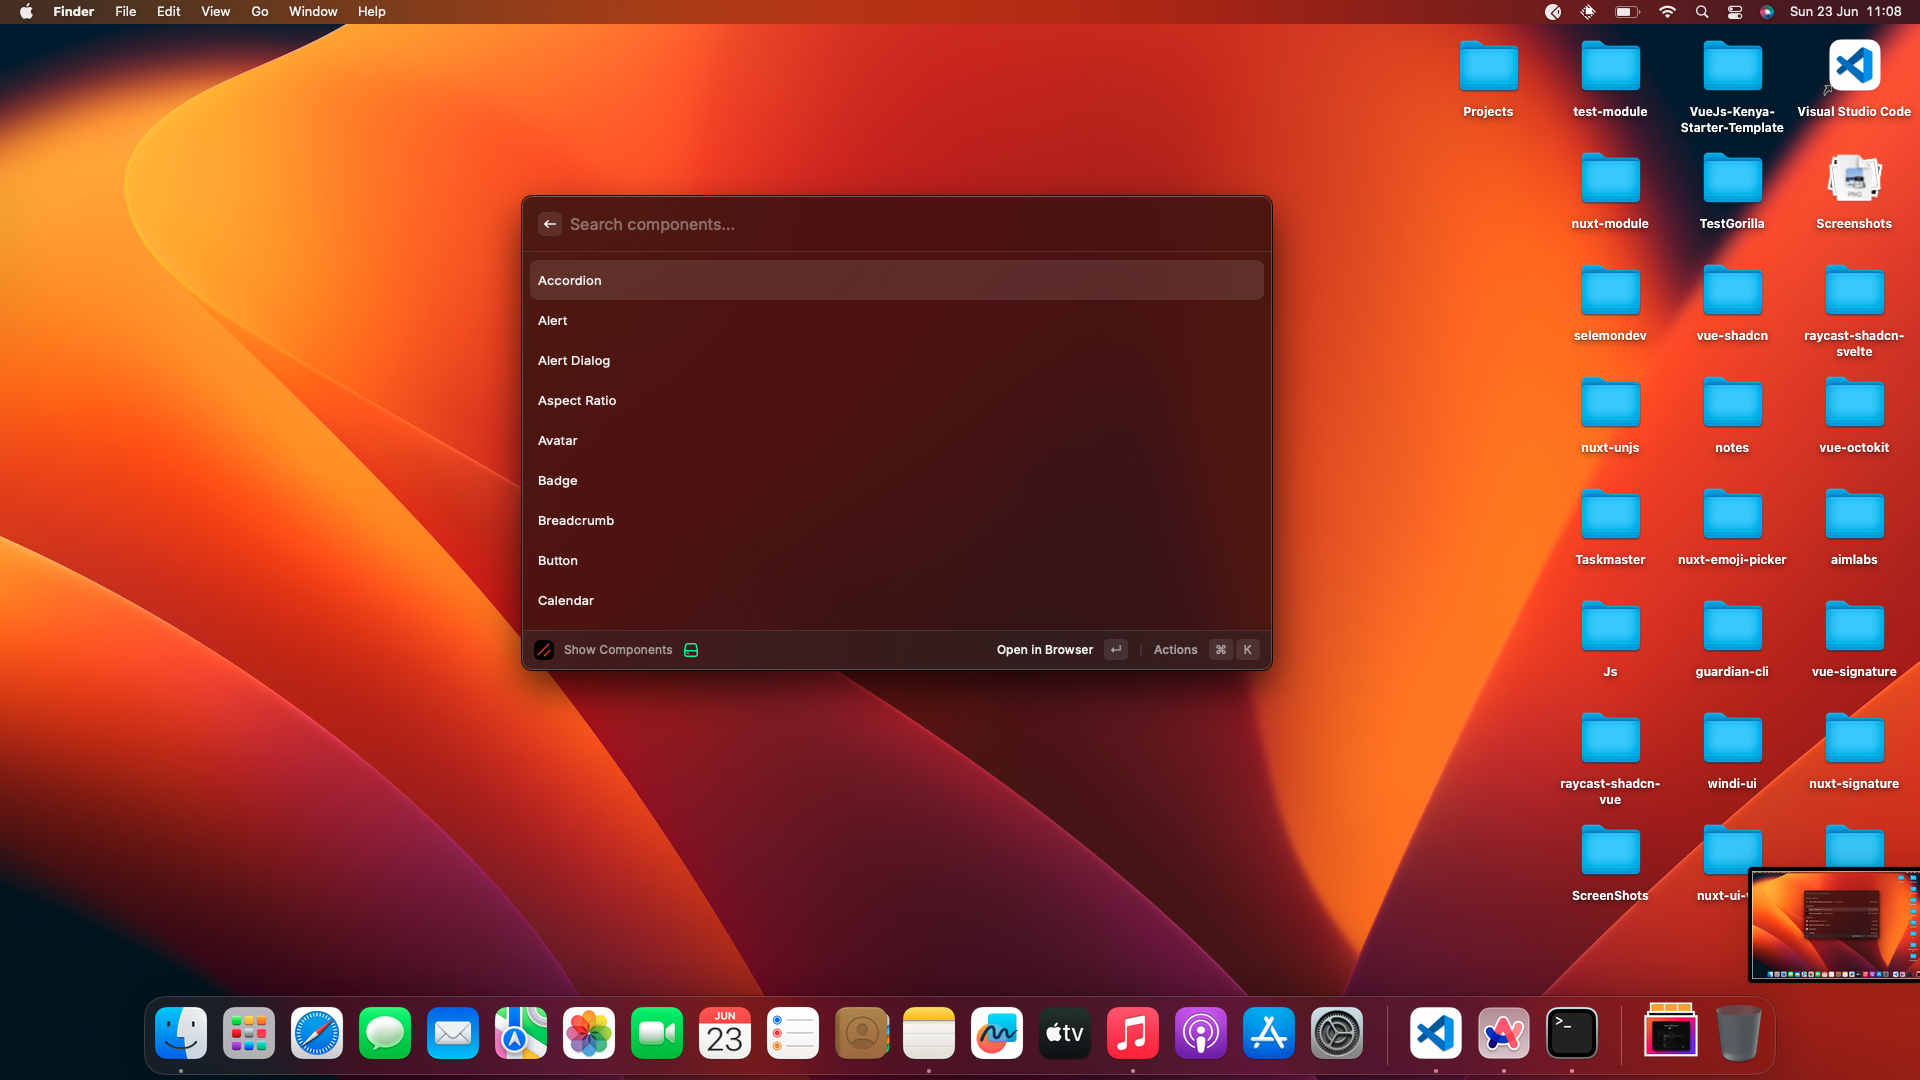 Finder File Edit View Go Window Help
Sun 23 Jun 11:08
Projects
test-module
VueJs-Kenya-
Starter-Template
Visual Studio Code
nuxt-module
TestGorilla
PNG
Screenshots
selemondev
vue-shadcn
raycast-shadcn-
svelte
nuxt-unjs
notes
vue-octokit
Taskmaster
nuxt-emoji-picker
aimlabs
Js
guardian-cli
vue-signature
raycast-shadcn-
vue
windi-ui
nuxt-signature
ScreenShots
nuxt-ui-
Search components...
Accordion
Alert
Alert Dialog
Aspect Ratio
Avatar
Badge
Breadcrumb
Button
Calendar
Show Components
Open in Browser ↵ | Actions ⌘ K
JUN
23
tv
>_